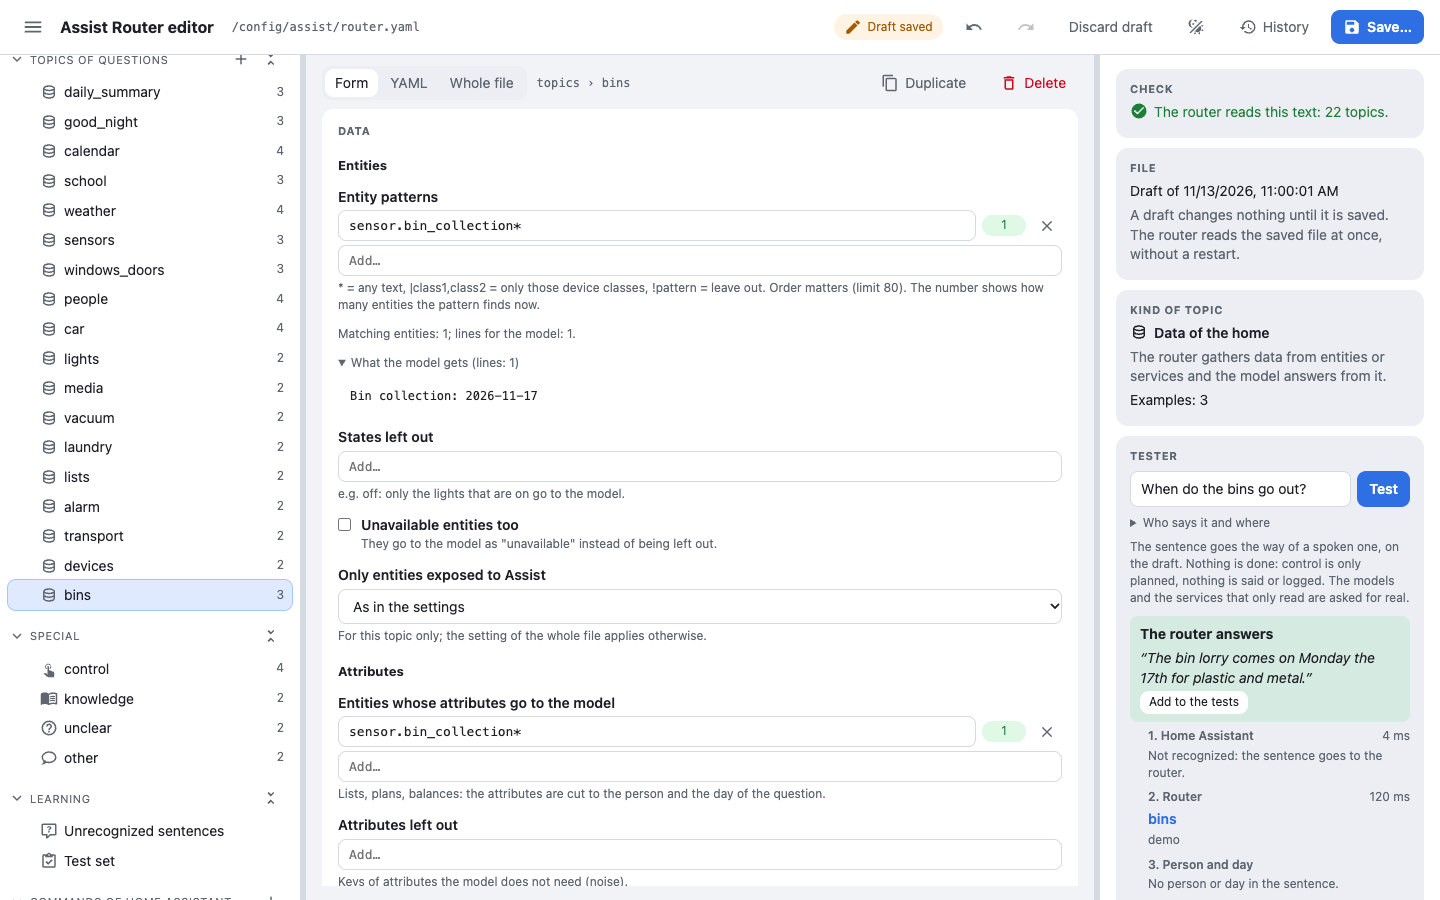 Assist Router editor
/config/assist/router.yaml
Draft saved
Discard draft
History
Save...
TOPICS OF QUESTIONS
daily_summary 3
good_night 3
calendar 4
school 3
weather 4
sensors 3
windows_doors 3
people 4
car 4
lights 2
media 2
vacuum 2
laundry 2
lists 2
alarm 2
transport 2
devices 2
bins 3
SPECIAL
control 4
knowledge 2
unclear 2
other 2
LEARNING
Unrecognized sentences
Test set
COMMANDS OF HOME ASSISTANT
Form
YAML
Whole file
topics › bins
Duplicate
Delete
DATA
Entities
Entity patterns
sensor.bin_collection*
1
Add…
* = any text, |class1,class2 = only those device classes, !pattern = leave out. Order matters (limit 80). The number shows how
many entities the pattern finds now.
Matching entities: 1; lines for the model: 1.
What the model gets (lines: 1)
Bin collection: 2026-11-17
States left out
Add…
e.g. off: only the lights that are on go to the model.
Unavailable entities too
They go to the model as "unavailable" instead of being left out.
Only entities exposed to Assist
As in the settings
For this topic only; the setting of the whole file applies otherwise.
Attributes
Entities whose attributes go to the model
sensor.bin_collection*
1
Add…
Lists, plans, balances: the attributes are cut to the person and the day of the question.
Attributes left out
Add…
Keys of attributes the model does not need (noise).
CHECK
The router reads this text: 22 topics.
FILE
Draft of 11/13/2026, 11:00:01 AM
A draft changes nothing until it is saved.
The router reads the saved file at once,
without a restart.
KIND OF TOPIC
Data of the home
The router gathers data from entities or
services and the model answers from it.
Examples: 3
TESTER
When do the bins go out?
Test
Who says it and where
The sentence goes the way of a spoken one, on
the draft. Nothing is done: control is only
planned, nothing is said or logged. The models
and the services that only read are asked for real.
The router answers
“The bin lorry comes on Monday the
17th for plastic and metal.”
Add to the tests
1. Home Assistant 4 ms
Not recognized: the sentence goes to the
router.
2. Router 120 ms
bins
demo
3. Person and day
No person or day in the sentence.